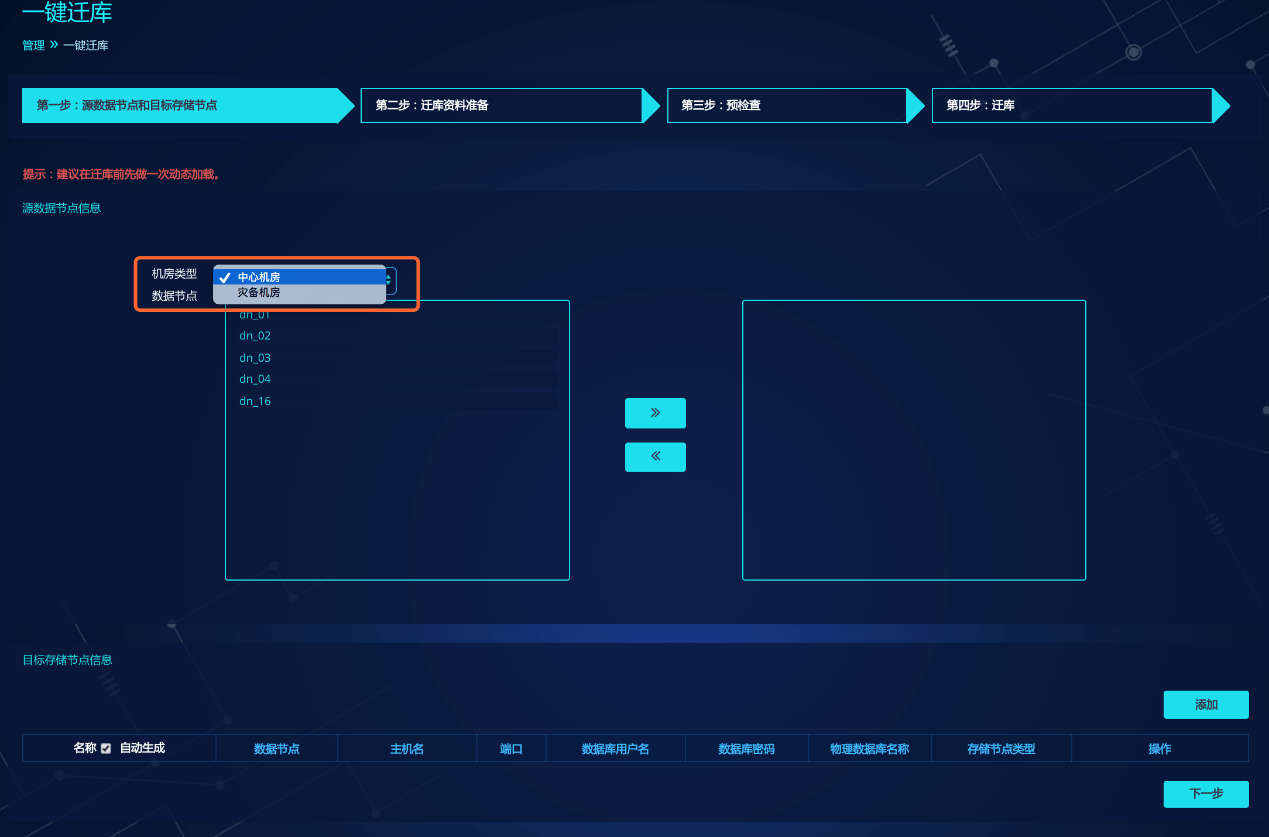 一键迁库
管理 » 一键迁库
第一步：源数据节点和目标存储节点
第二步：迁库资料准备
第三步：预检查
第四步：迁库
提示：建议在迁库前先做一次动态加载。
源数据节点信息
机房类型
中心机房
灾备机房
数据节点
dn_01
dn_02
dn_03
dn_04
dn_16
»
«
目标存储节点信息
添加
名称 自动生成 数据节点 主机名 端口 数据库用户名 数据库密码 物理数据库名称 存储节点类型 操作
下一步